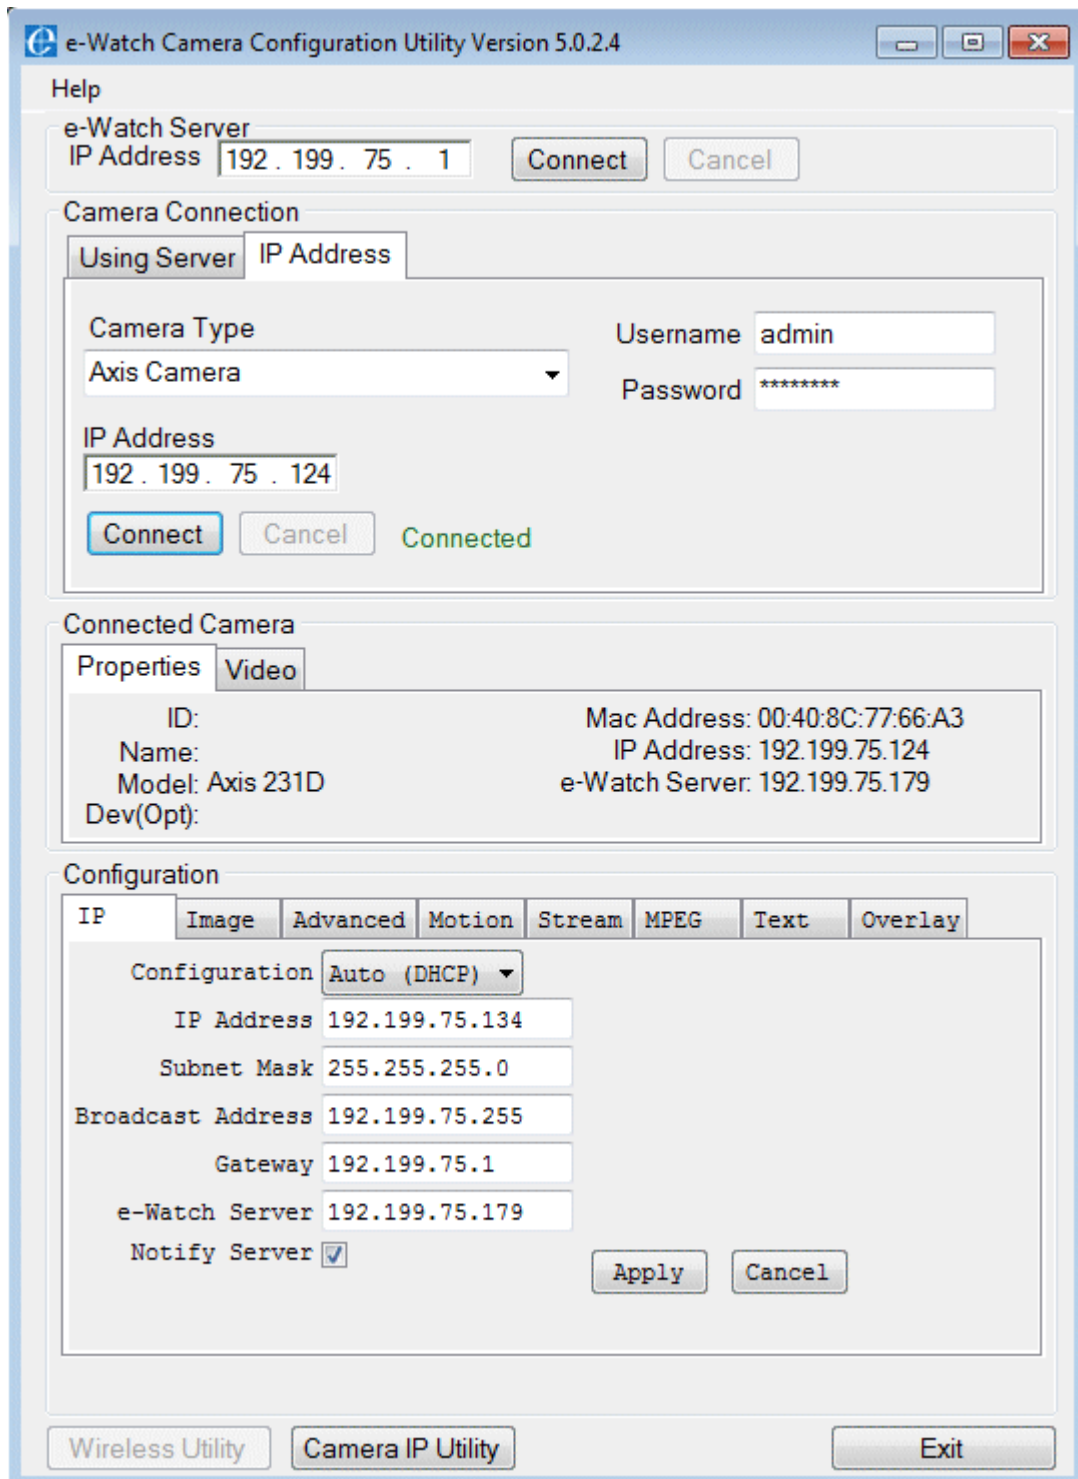 e-Watch Camera Configuration Utility Version 5.0.2.4
Help
e-Watch Server
IP Address 192 . 199 . 75 . 1 Connect Cancel
Camera Connection
Using Server IP Address
Camera Type
Username admin
Axis Camera
Password ********
IP Address
192 . 199 . 75 . 124
Connect Cancel Connected
Connected Camera
Properties Video
ID: Mac Address: 00:40:8C:77:66:A3
Name: IP Address: 192.199.75.124
Model: Axis 231D e-Watch Server: 192.199.75.179
Dev(Opt):
Configuration
IP Image Advanced Motion Stream MPEG Text Overlay
Configuration Auto (DHCP)
IP Address 192.199.75.134
Subnet Mask 255.255.255.0
Broadcast Address 192.199.75.255
Gateway 192.199.75.1
e-Watch Server 192.199.75.179
Notify Server
Apply Cancel
Wireless Utility Camera IP Utility Exit